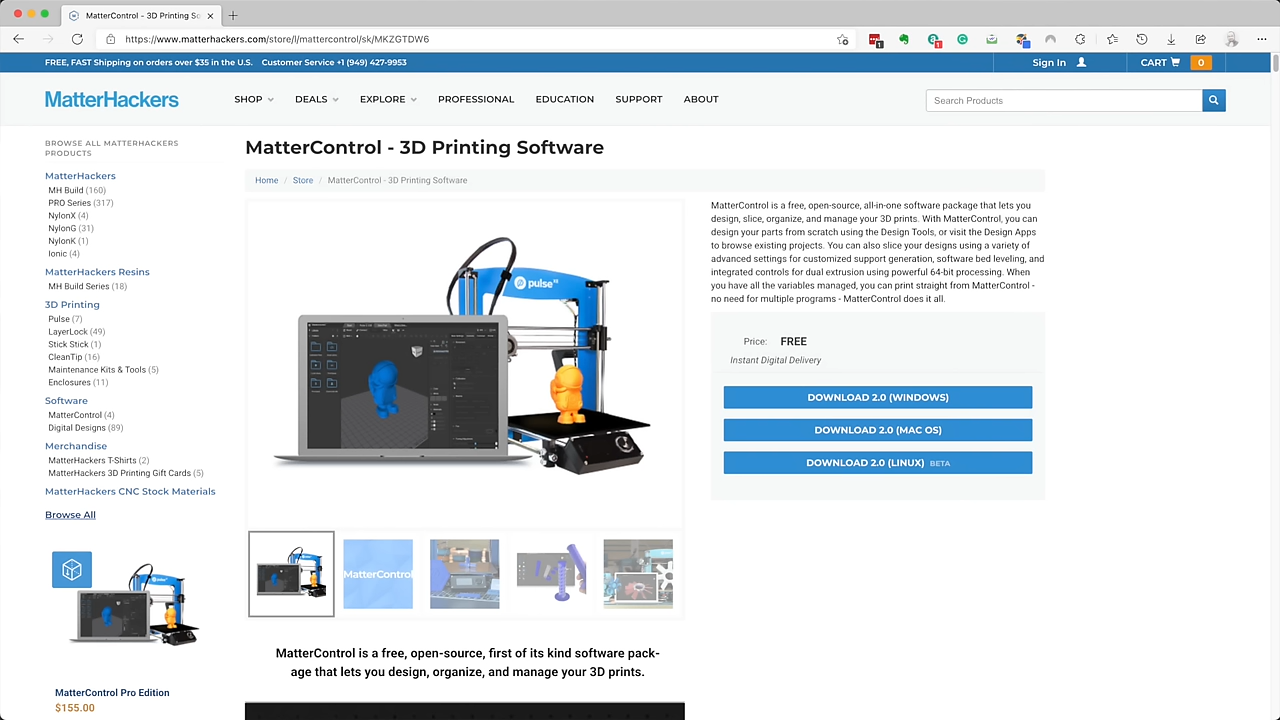 MatterControl - 3D Printing So
https://www.matterhackers.com/store/l/mattercontrol/sk/MKZGTDW6
FREE, FAST Shipping on orders over $35 in the U.S. Customer Service +1 (949) 427-9953
Sign In
CART
0
MatterHackers
SHOP
DEALS
EXPLORE
PROFESSIONAL
EDUCATION
SUPPORT
ABOUT
Search Products
BROWSE ALL MATTERHACKERS
PRODUCTS
MatterHackers
MH Build (160)
PRO Series (317)
NylonX (4)
NylonG (31)
NylonK (1)
Ionic (4)
MatterHackers Resins
MH Build Series (18)
3D Printing
Pulse (7)
LayerLock (49)
Stick Stick (1)
CleanTip (16)
Maintenance Kits & Tools (5)
Enclosures (11)
Software
MatterControl (4)
Digital Designs (89)
Merchandise
MatterHackers T-Shirts (2)
MatterHackers 3D Printing Gift Cards (5)
MatterHackers CNC Stock Materials
Browse All
MatterControl Pro Edition
$155.00
MatterControl - 3D Printing Software
Home / Store / MatterControl - 3D Printing Software
pulse
MatterControl
MatterControl is a free, open-source, first of its kind software pack-
age that lets you design, organize, and manage your 3D prints.
MatterControl is a free, open-source, all-in-one software package that lets you
design, slice, organize, and manage your 3D prints. With MatterControl, you can
design your parts from scratch using the Design Tools, or visit the Design Apps
to browse existing projects. You can also slice your designs using a variety of
advanced settings for customized support generation, software bed leveling, and
integrated controls for dual extrusion using powerful 64-bit processing. When
you have all the variables managed, you can print straight from MatterControl -
no need for multiple programs - MatterControl does it all.
Price: FREE
Instant Digital Delivery
DOWNLOAD 2.0 (WINDOWS)
DOWNLOAD 2.0 (MAC OS)
DOWNLOAD 2.0 (LINUX) BETA